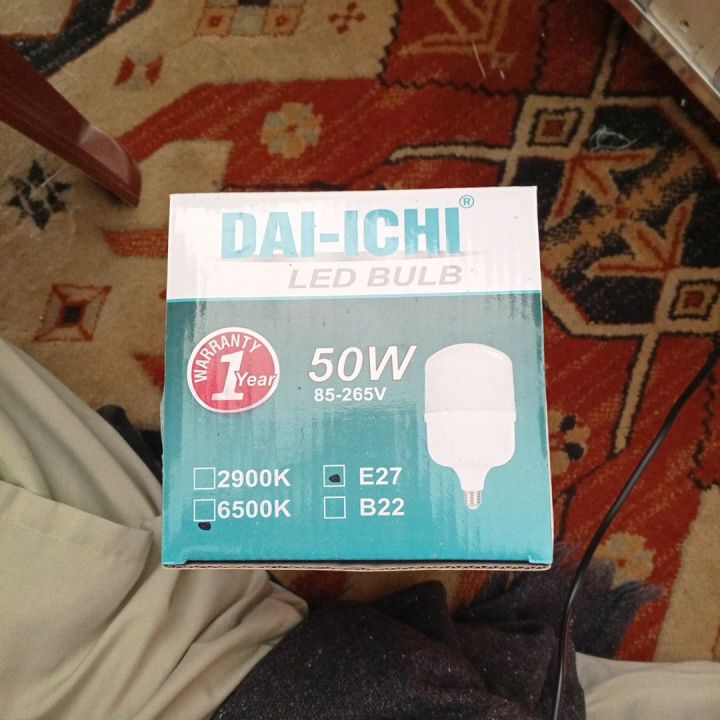 DAI-ICHI®
LED BULB
WARRANTY
1 Year
50W
85-265V
2900K
E27
6500K
B22